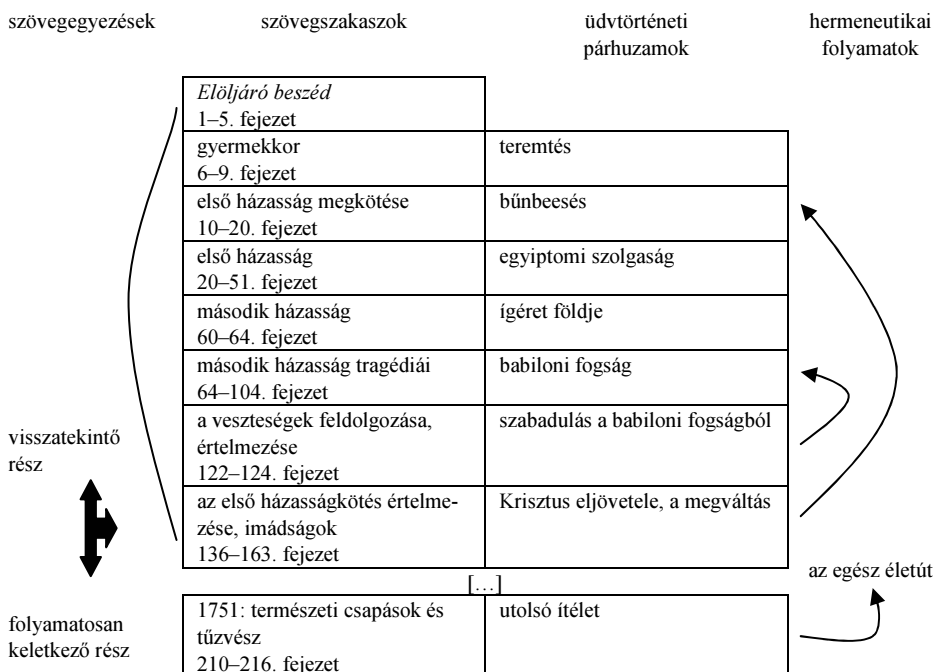 szövegegyezések
szövegszakaszok
üdvtörténeti
párhuzamok
hermeneutikai
folyamatok
Elöljáró beszéd
1–5. fejezet
gyermekkor
6–9. fejezet
teremtés
első házasság megkötése
10–20. fejezet
bűnbeesés
első házasság
20–51. fejezet
egyiptomi szolgaság
második házasság
60–64. fejezet
ígéret földje
második házasság tragédiái
64–104. fejezet
babiloni fogság
a veszteségek feldolgozása,
értelmezése
122–124. fejezet
szabadulás a babiloni fogságból
visszatekintő
rész
az első házasságkötés értelme-
zése, imádságok
136–163. fejezet
Krisztus eljövetele, a megváltás
az egész életút
[…]
folyamatosan
keletkező rész
1751: természeti csapások és
tűzvész
210–216. fejezet
utolsó ítélet